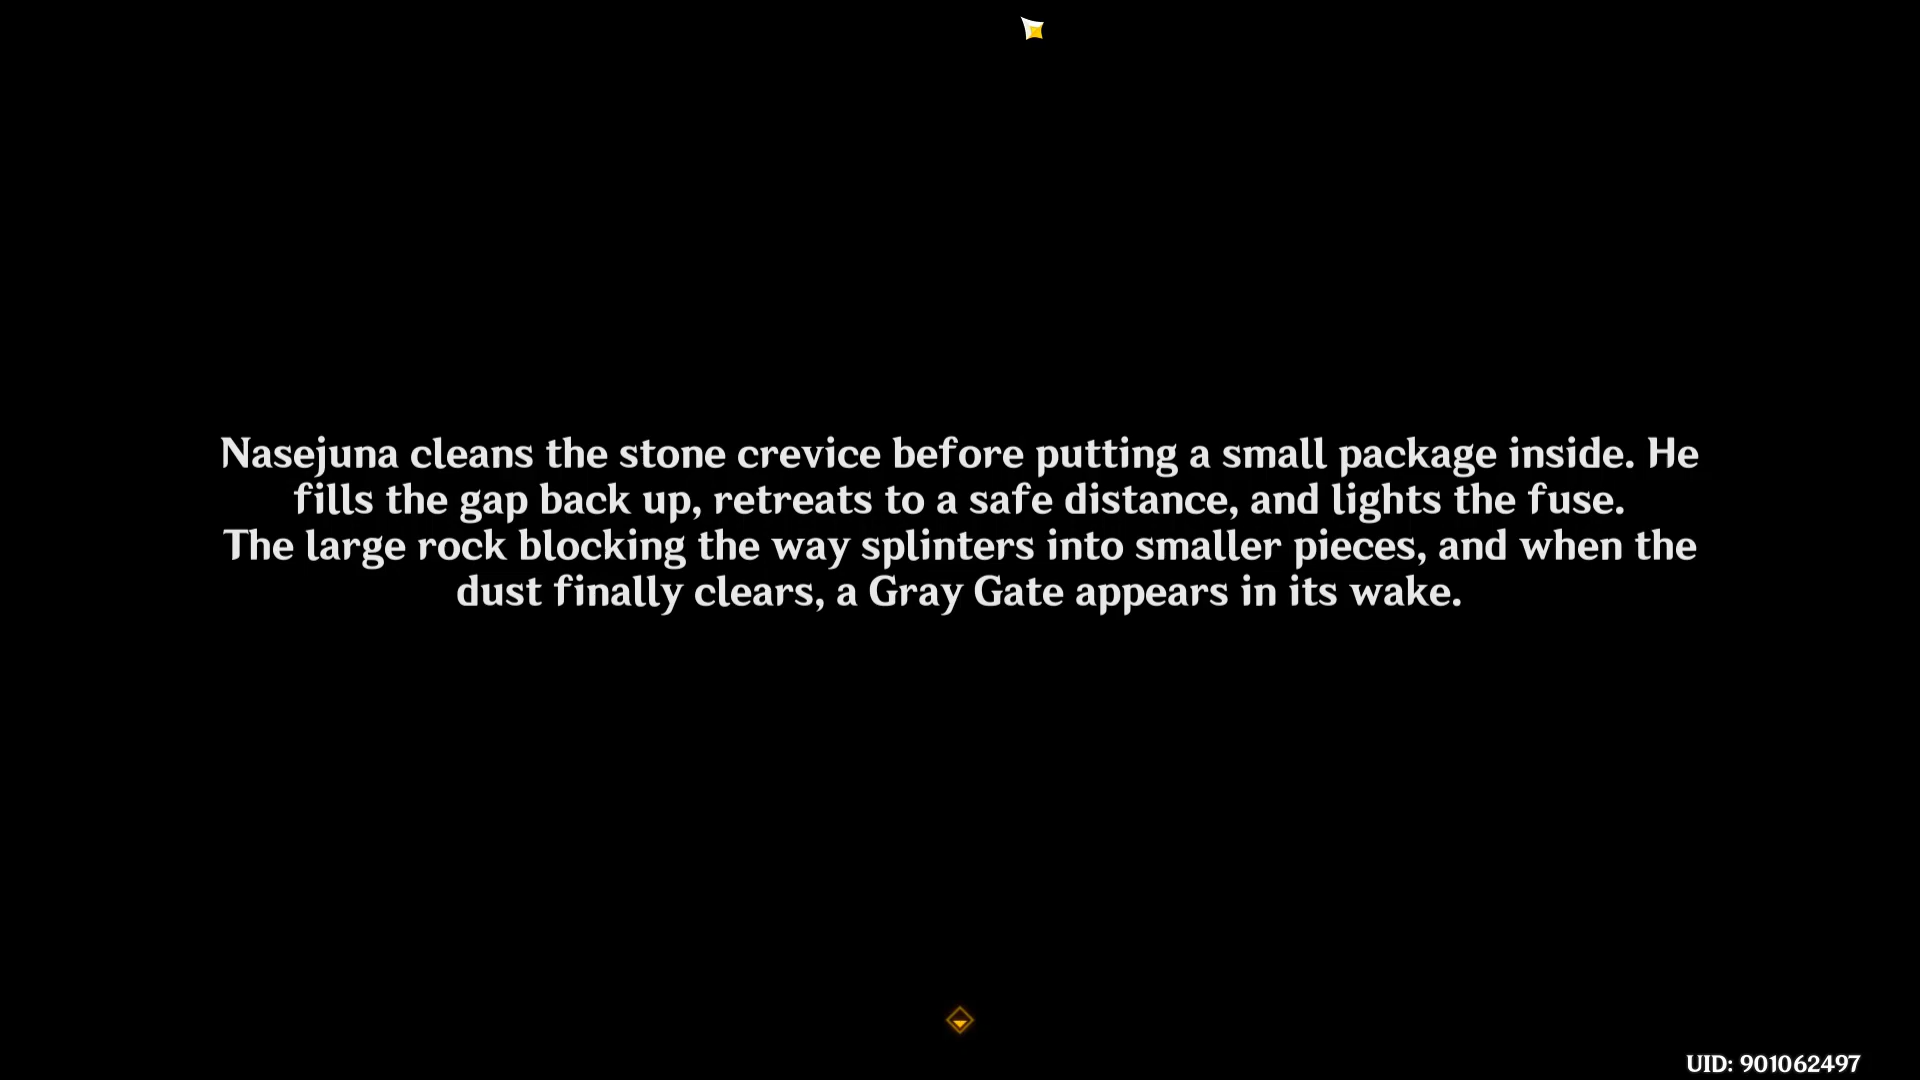 Nasejuna cleans the stone crevice before putting a small package inside. He
fills the gap back up, retreats to a safe distance, and lights the fuse.
The large rock blocking the way splinters into smaller pieces, and when the
dust finally clears, a Gray Gate appears in its wake.
UID: 901062497